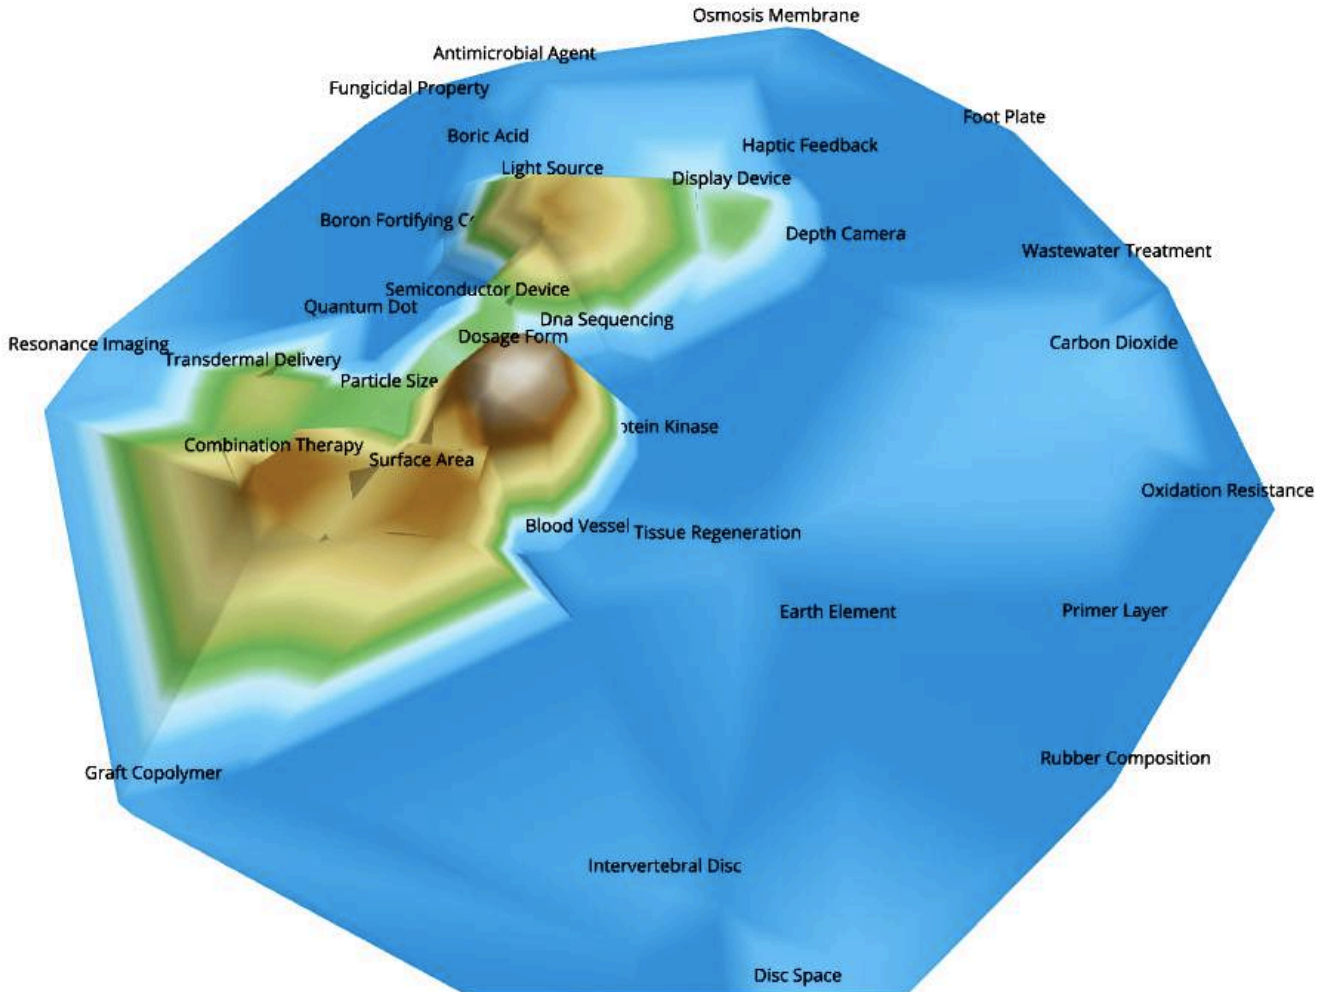 Osmosis Membrane
Antimicrobial Agent
Fungicidal Property
Foot Plate
Boric Acid
Haptic Feedback
Light Source
Display Device
Boron Fortifying
Depth Camera
Wastewater Treatment
Semiconductor Device
Quantum Dot
Dna Sequencing
Dosage Form
Resonance Imaging
Carbon Dioxide
Transdermal Delivery
Particle Size
otein Kinase
Combination Therapy
Surface Area
Oxidation Resistance
Blood Vessel
Tissue Regeneration
Earth Element
Primer Layer
Rubber Composition
Graft Copolymer
Intervertebral Disc
Disc Space